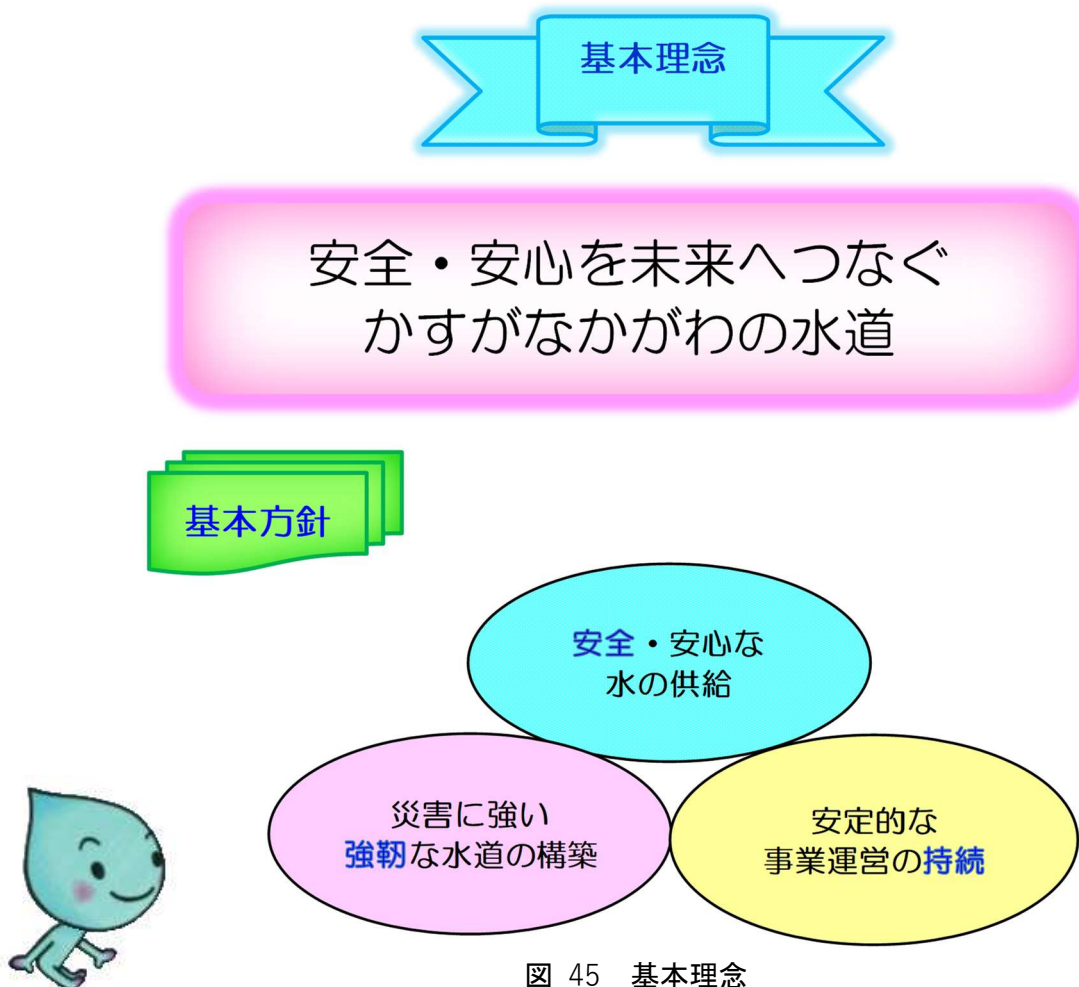 基本理念
安全・安心を未来へつなぐ
かすがなかがわの水道
基本方針
安全・安心な
水の供給
災害に強い
強靭な水道の構築
安定的な
事業運営の持続
図 45 基本理念